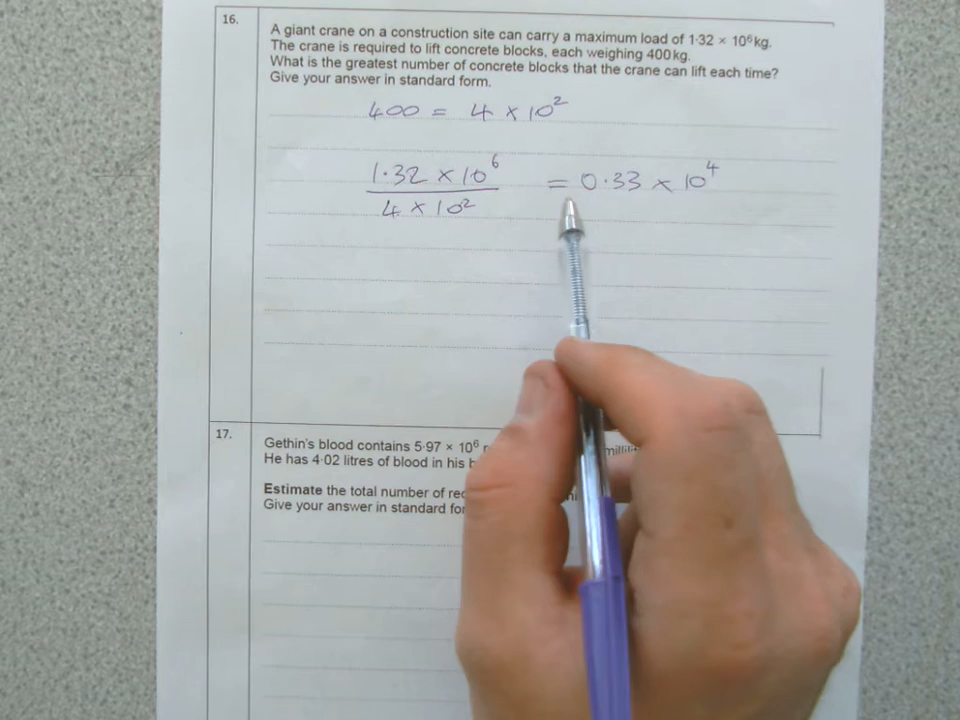 16.
A giant crane on a construction site can carry a maximum load of 1·32 × 10⁶ kg.
The crane is required to lift concrete blocks, each weighing 400 kg.
What is the greatest number of concrete blocks that the crane can lift each time?
Give your answer in standard form.
400 = 4 × 10²
1·32 × 10⁶
= 0·33 × 10⁴
4 × 10²
17.
Gethin's blood contains 5·97 × 10⁶
He has 4·02 litres of blood in his
Estimate the total number of
Give your answer in standard